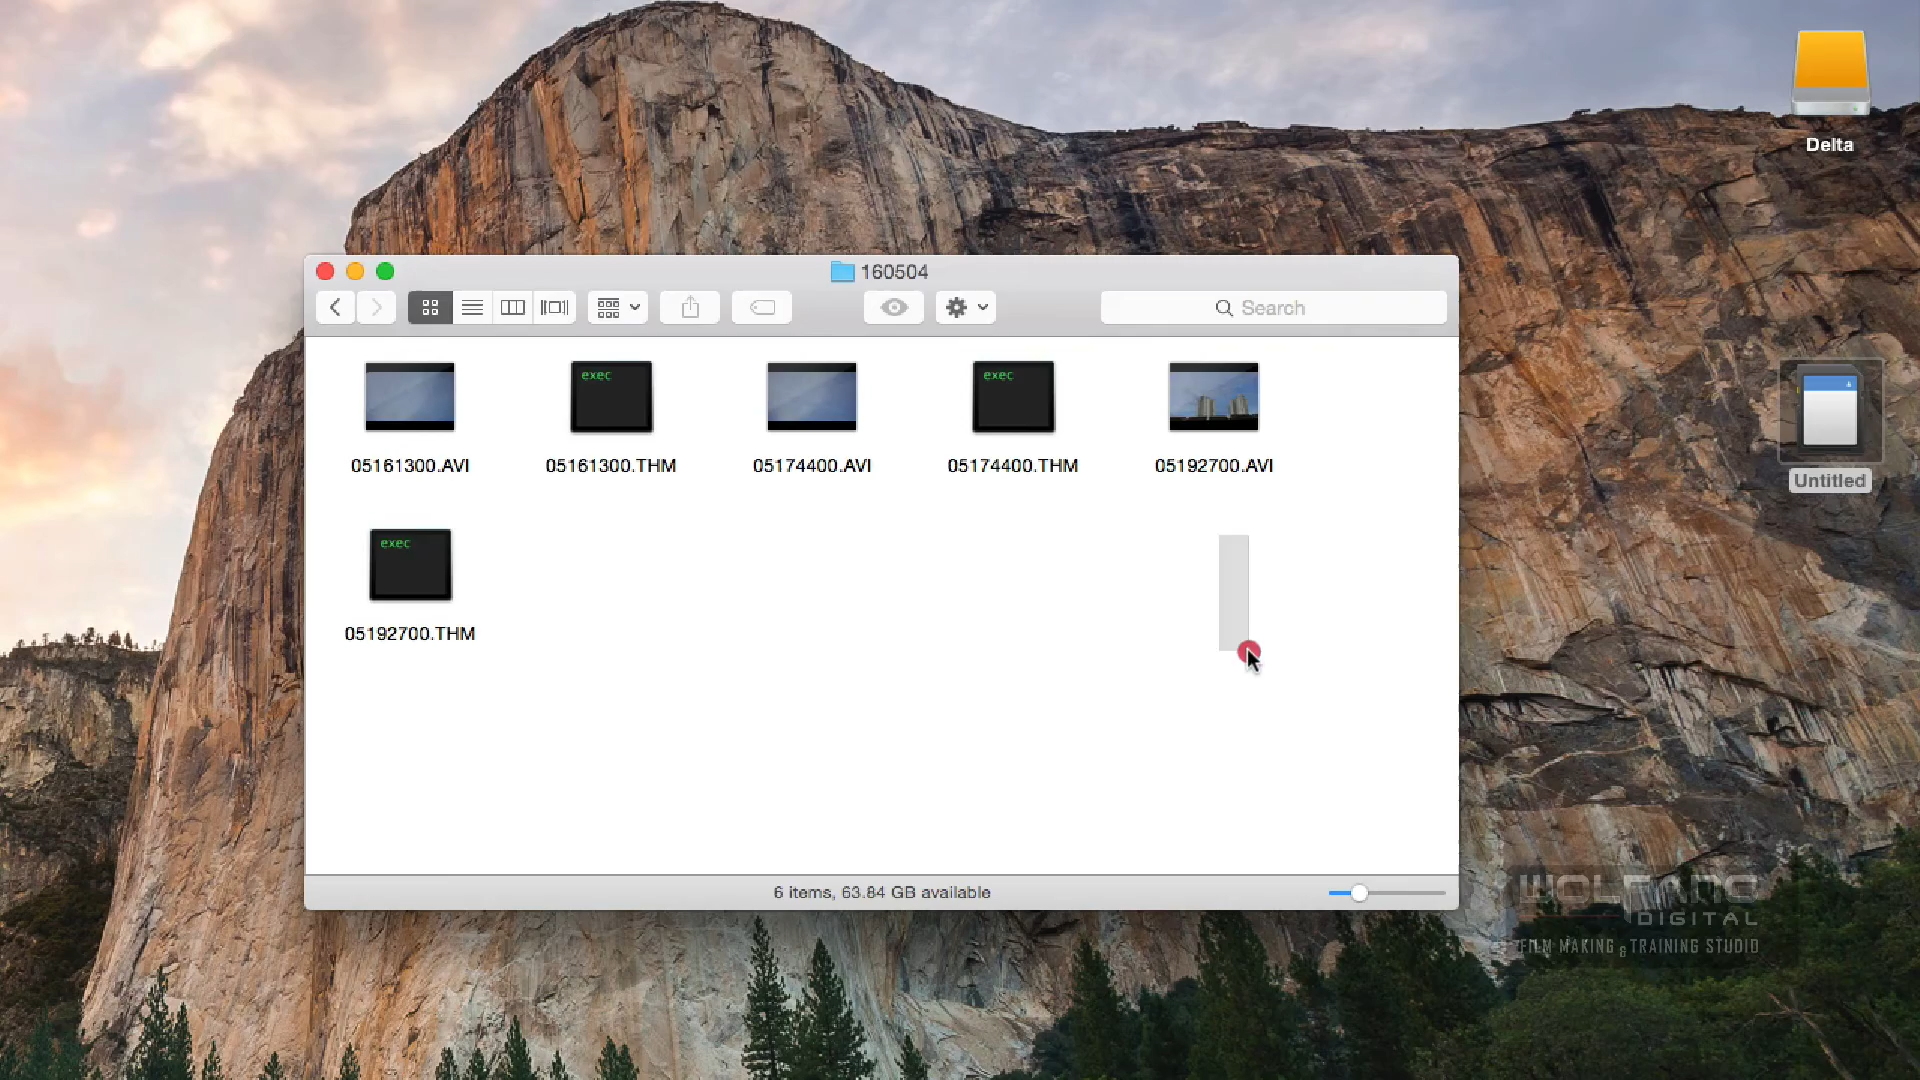 160504
Search
exec
exec
05161300.AVI
05161300.THM
05174400.AVI
05174400.THM
05192700.AVI
exec
05192700.THM
6 items, 63.84 GB available
Delta
Untitled
WOLFANG
DIGITAL
FILM MAKING & TRAINING STUDIO